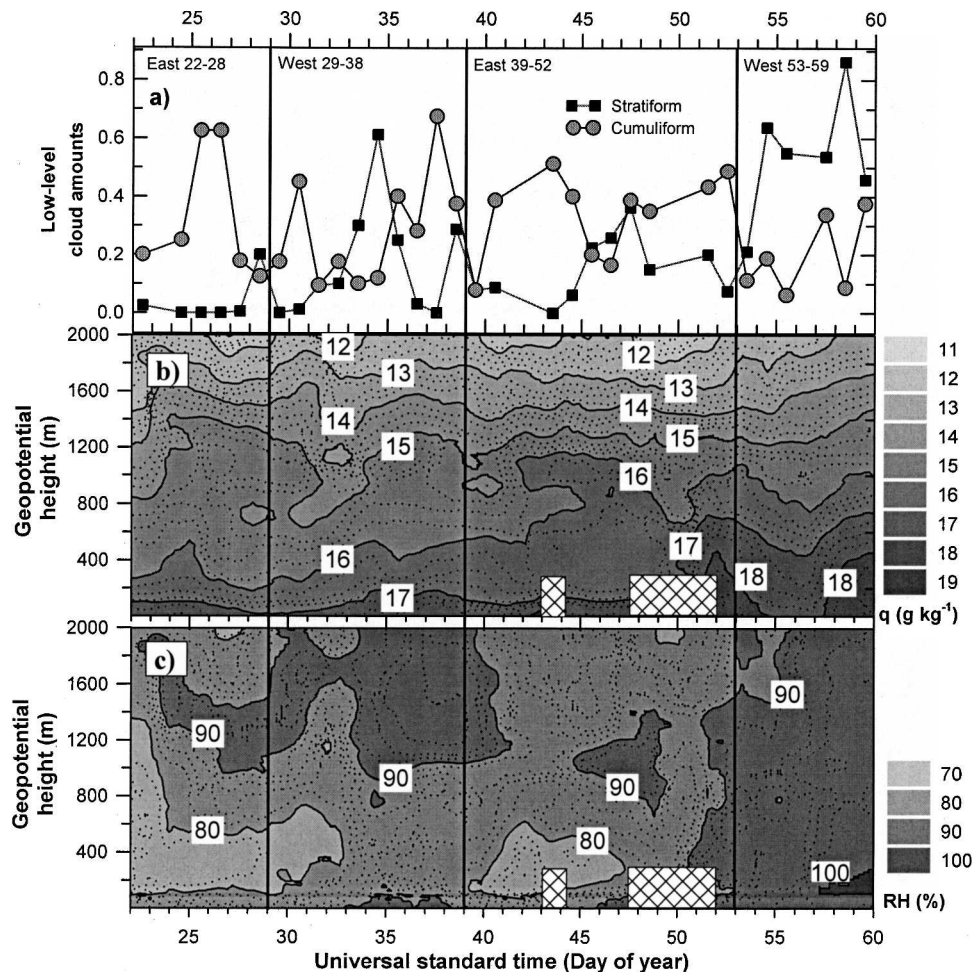 25 30 35 40 45 50 55 60
East 22-28 West 29-38 East 39-52 West 53-59
a)
Stratiform
Cumuliform
Low-level
cloud amounts
0.8
0.6
0.4
0.2
0.0
b)
Geopotential
height (m)
2000
1600
1200
800
400
12
13
14
15
16
17
12
13
14
15
16
17
18
18
11
12
13
14
15
16
17
18
19
q (g kg⁻¹)
c)
Geopotential
height (m)
2000
1600
1200
800
400
90
80
90
90
80
90
100
70
80
90
100
RH (%)
25 30 35 40 45 50 55 60
Universal standard time (Day of year)